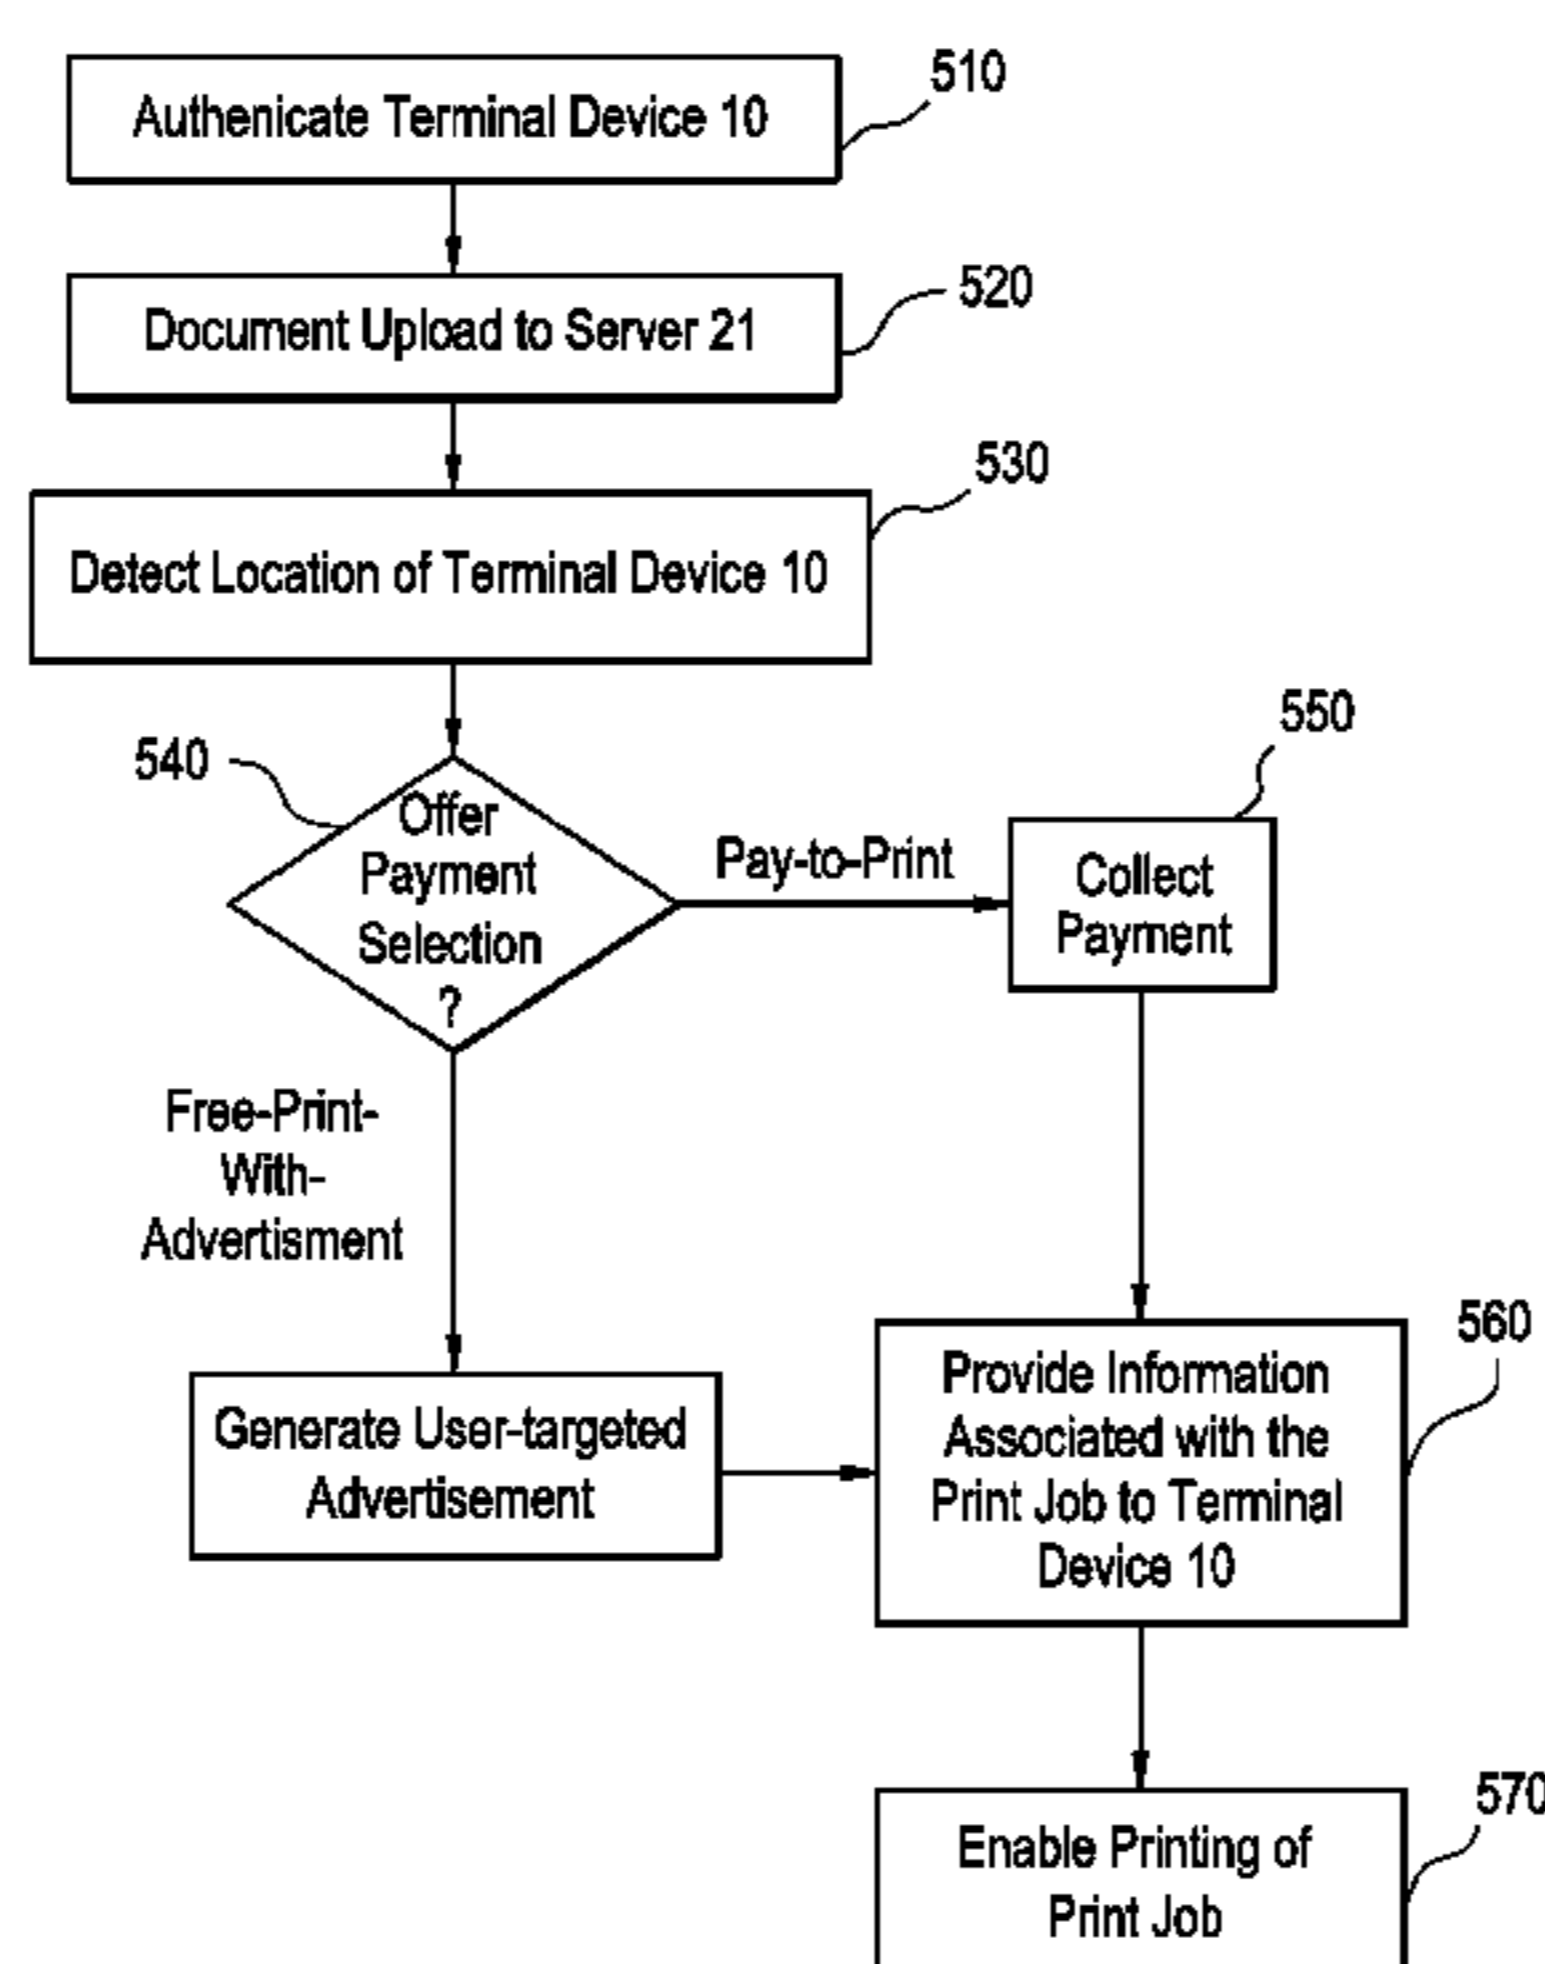 510
Authenicate Terminal Device 10
520
Document Upload to Server 21
530
Detect Location of Terminal Device 10
540
Offer
Payment
Selection
?
Pay-to-Print
550
Collect
Payment
Free-Print-
With-
Advertisment
Generate User-targeted
Advertisement
560
Provide Information
Associated with the
Print Job to Terminal
Device 10
570
Enable Printing of
Print Job